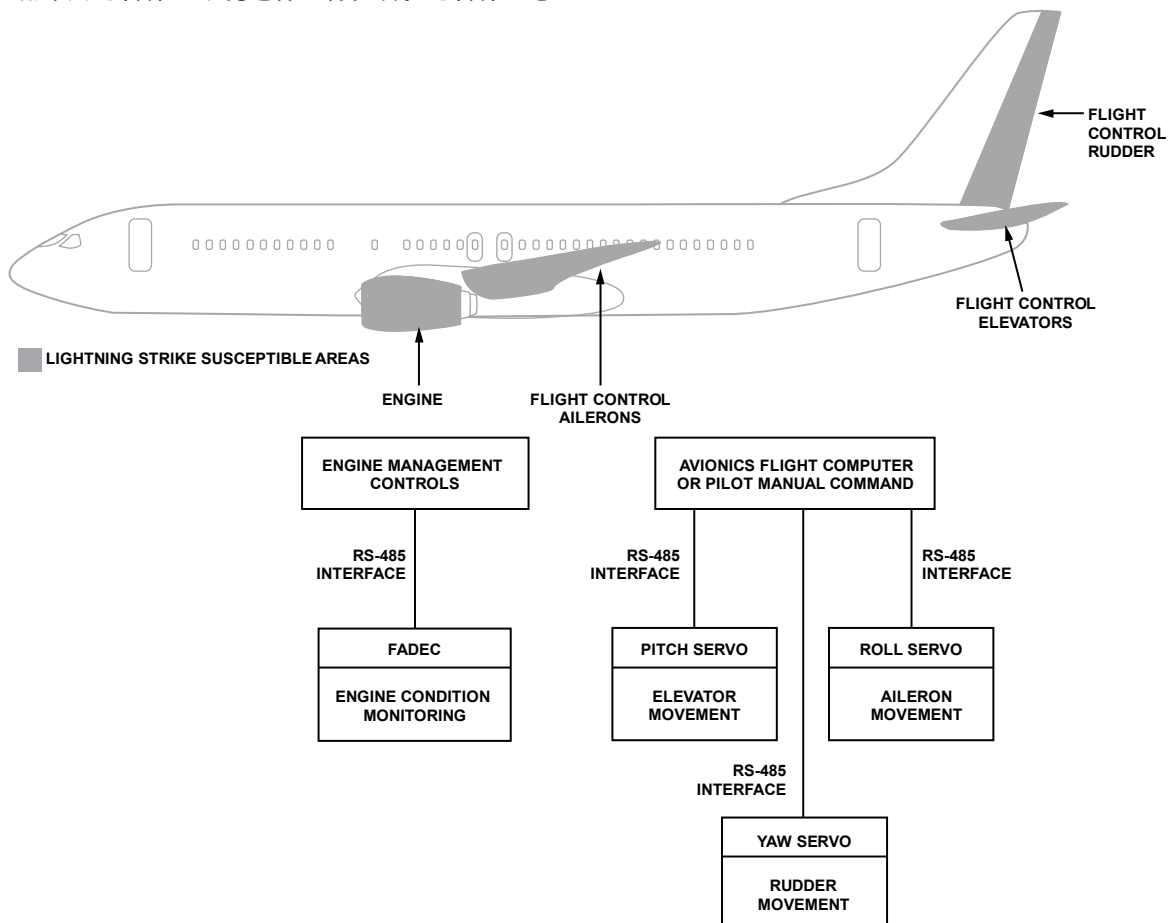 FLIGHT
CONTROL
RUDDER
FLIGHT CONTROL
ELEVATORS
LIGHTNING STRIKE SUSCEPTIBLE AREAS
ENGINE
FLIGHT CONTROL
AILERONS
ENGINE MANAGEMENT
CONTROLS
AVIONICS FLIGHT COMPUTER
OR PILOT MANUAL COMMAND
RS-485
INTERFACE
RS-485
INTERFACE
RS-485
INTERFACE
FADEC
ENGINE CONDITION
MONITORING
PITCH SERVO
ELEVATOR
MOVEMENT
ROLL SERVO
AILERON
MOVEMENT
RS-485
INTERFACE
YAW SERVO
RUDDER
MOVEMENT